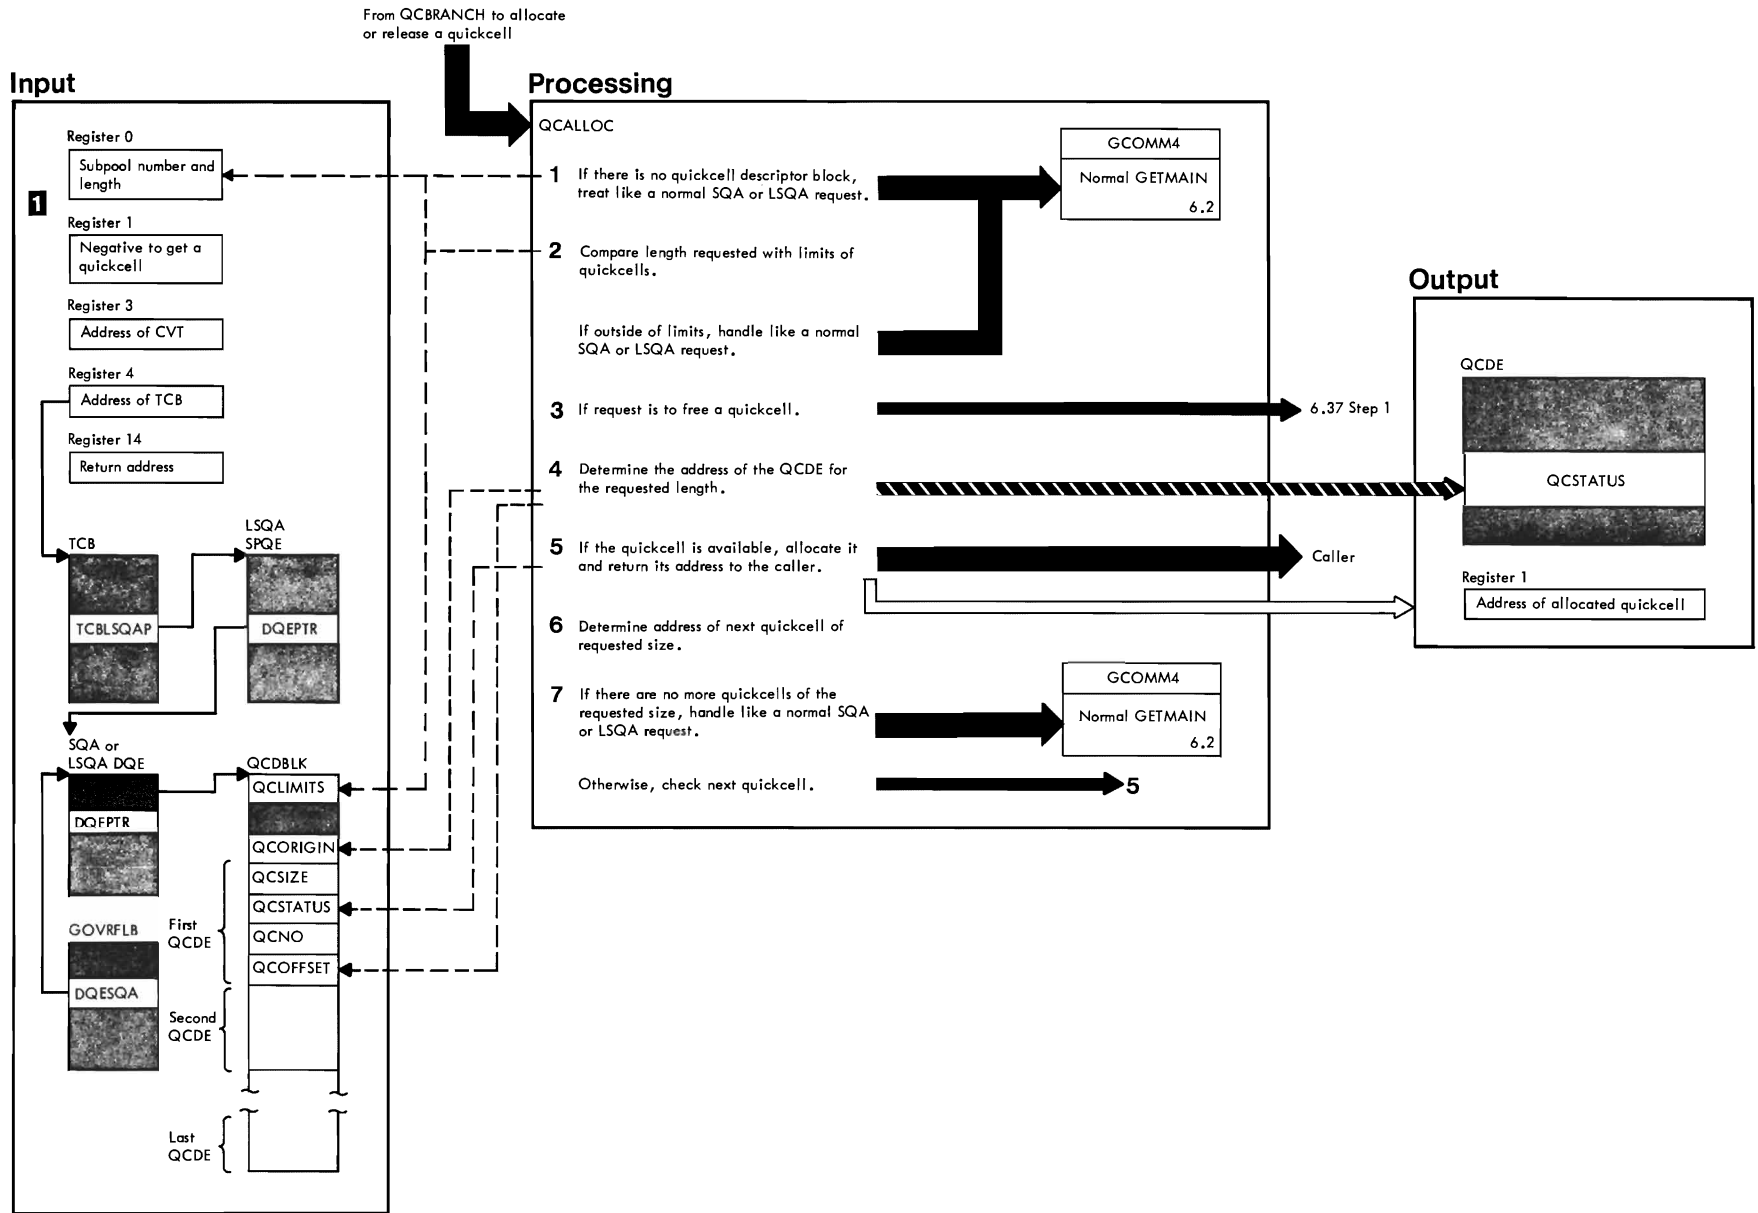 From QCBRANCH to allocate
or release a quickcell
Input
1
Register 0
Subpool number and
length
Register 1
Negative to get a
quickcell
Register 3
Address of CVT
Register 4
Address of TCB
Register 14
Return address
TCB
TCBLSQAP
LSQA
SPQE
DQEPTR
SQA or
LSQA DQE
DQFPTR
GOVRFLB
DQESQA
QCDBLK
QCLIMITS
QCORIGIN
First
QCDE
QCSIZE
QCSTATUS
QCNO
QCOFFSET
Second
QCDE
Last
QCDE
Processing
QCALLOC
1 If there is no quickcell descriptor block,
treat like a normal SQA or LSQA request.
GCOMM4
Normal GETMAIN
6.2
2 Compare length requested with limits of
quickcells.
If outside of limits, handle like a normal
SQA or LSQA request.
3 If request is to free a quickcell.
6.37 Step 1
4 Determine the address of the QCDE for
the requested length.
5 If the quickcell is available, allocate it
and return its address to the caller.
Caller
6 Determine address of next quickcell of
requested size.
7 If there are no more quickcells of the
requested size, handle like a normal SQA
or LSQA request.
GCOMM4
Normal GETMAIN
6.2
Otherwise, check next quickcell.
5
Output
QCDE
QCSTATUS
Register 1
Address of allocated quickcell